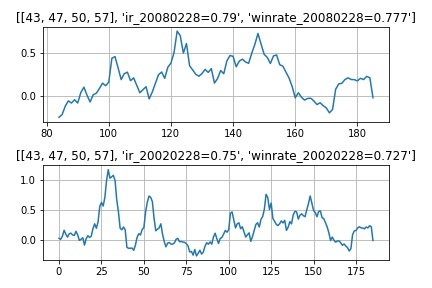 [[43, 47, 50, 57], 'ir_20080228=0.79', 'winrate_20080228=0.777']
0.5
0.0
80 100 120 140 160 180
[[43, 47, 50, 57], 'ir_20020228=0.75', 'winrate_20020228=0.727']
1.0
0.5
0.0
0 25 50 75 100 125 150 175